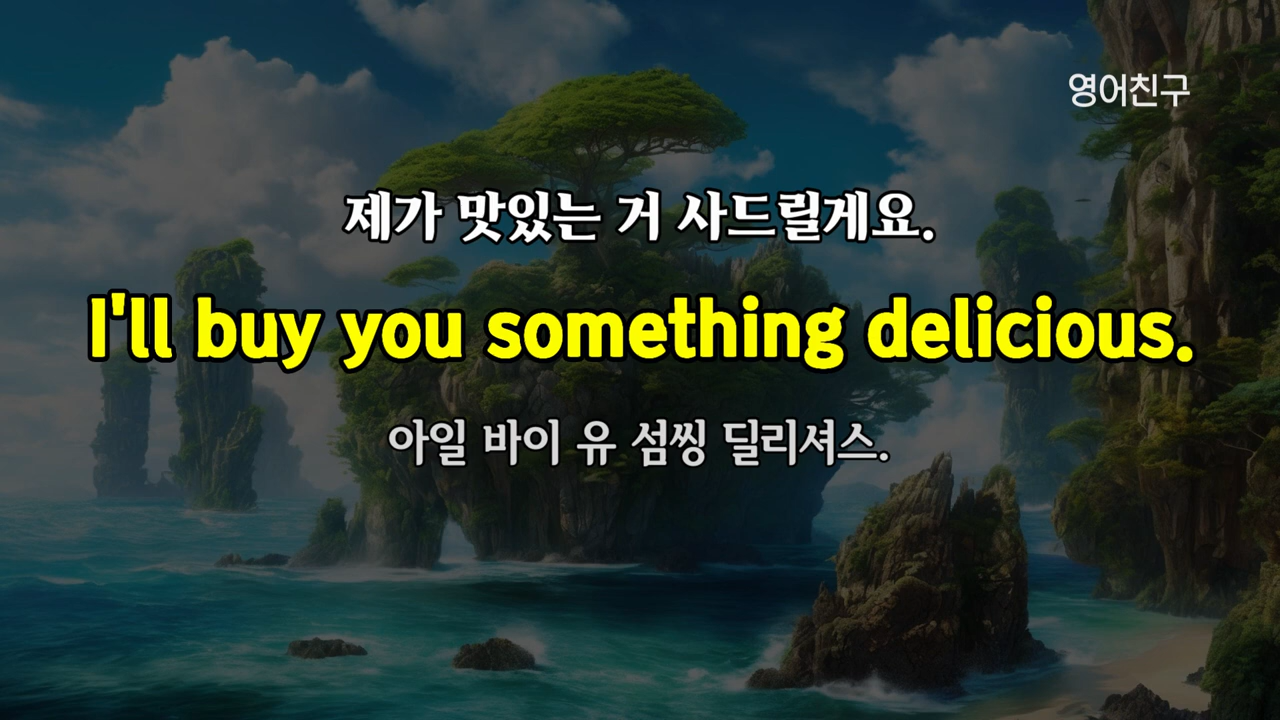 영어친구
제가 맛있는 거 사드릴게요.
I'll buy you something delicious.
아일 바이 유 섬씽 딜리셔스.